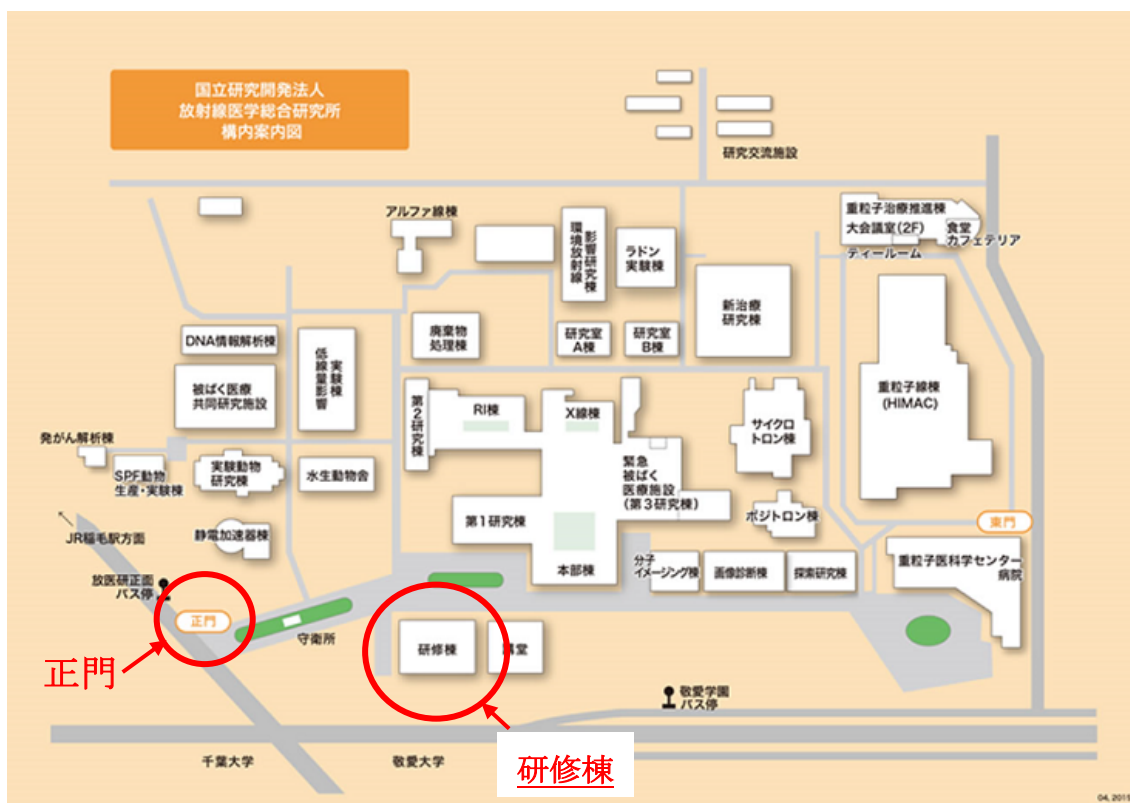 国立研究開発法人
放射線医学総合研究所
構内案内図
研究交流施設
アルファ線棟
環境放射線
影響研究棟
ラドン
実験棟
重粒子治療推進棟
大会議室(2F)
食堂
カフェテリア
ティールーム
新治療
研究棟
DNA情報解析棟
低線量影響
実験棟
廃棄物
処理棟
研究室
A棟
研究室
B棟
被ばく医療
共同研究施設
第2研究棟
RI棟
X線棟
サイクロ
トロン棟
重粒子線棟
(HIMAC)
発がん解析棟
SPF動物
生産・実験棟
実験動物
研究棟
水生動物舎
緊急
被ばく
医療施設
(第3研究棟)
第1研究棟
ポジトロン棟
東門
JR稲毛駅方面
静電加速器棟
本部棟
分子
イメージング棟
画像診断棟
探索研究棟
重粒子医科学センター
病院
放医研正面
バス停
正門
守衛所
研修棟
講堂
正門
敬愛学園
バス停
千葉大学
敬愛大学
研修棟
04, 2015